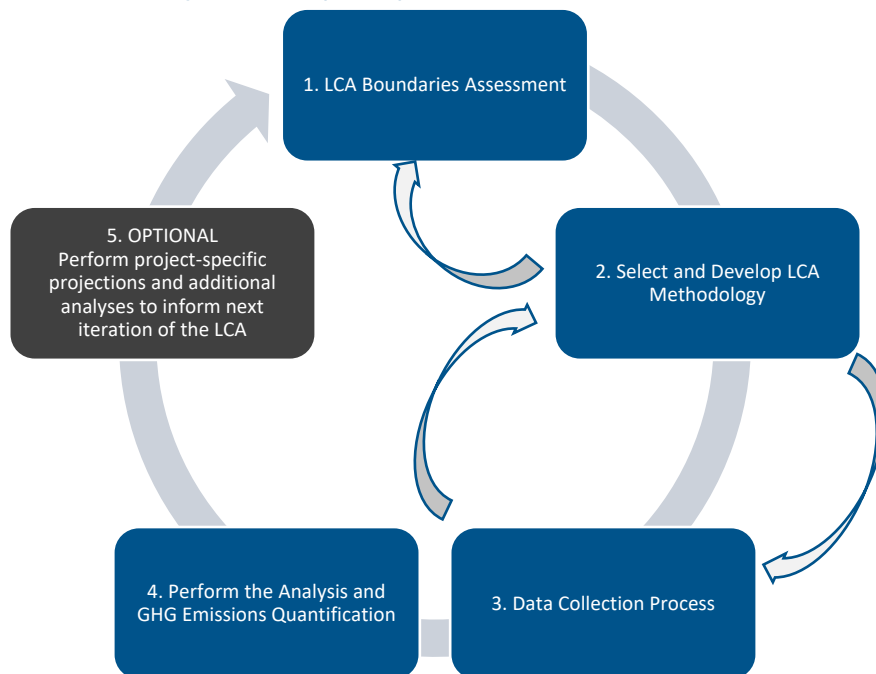 1. LCA Boundaries Assessment
2. Select and Develop LCA
Methodology
3. Data Collection Process
4. Perform the Analysis and
GHG Emissions Quantification
5. OPTIONAL
Perform project-specific
projections and additional
analyses to inform next
iteration of the LCA